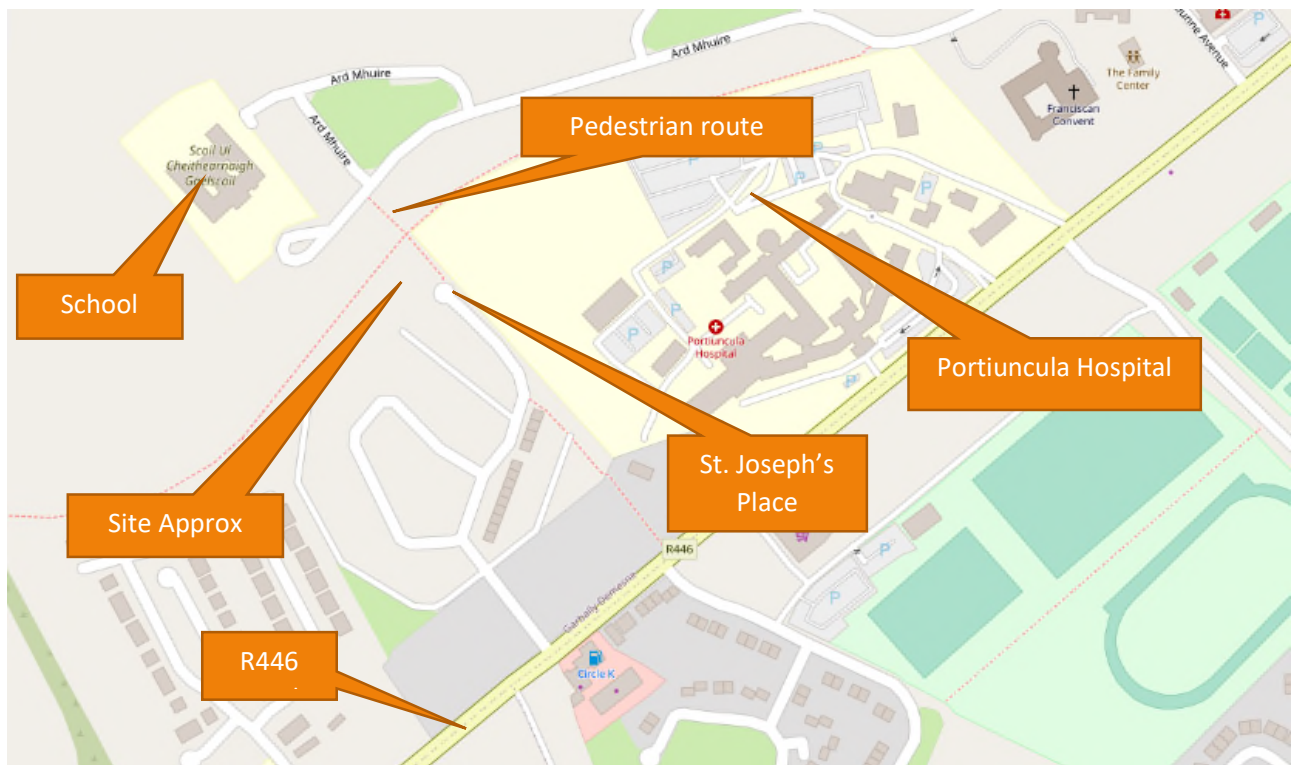 Ard Mhuire
Ard Mhuire
Ard Mhuire
The Family
Center
Franciscan
Convent
Pedestrian route
Scoil Uí
Cheithearnaigh
Gaelscoil
P
P
P
P
P
P
School
Portiuncula
Hospital
Portiuncula Hospital
St. Joseph's
Place
Site Approx
R446
P
P
Garbally Demesne
R446
Circle K